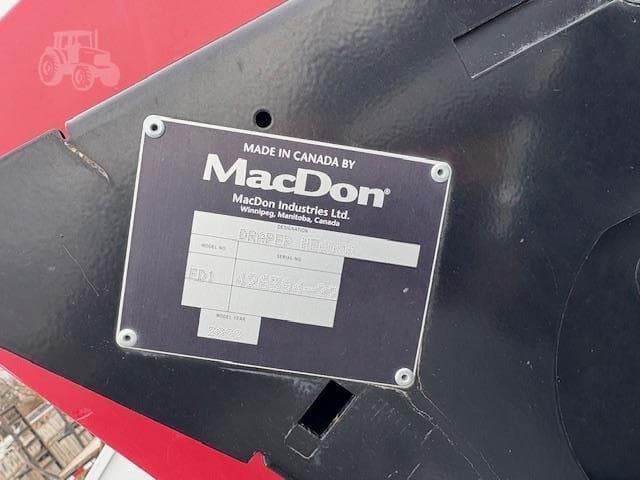 MADE IN CANADA BY
MacDon®
MacDon Industries Ltd.
Winnipeg, Manitoba, Canada
DESIGNATION
DRAPER HEADER
MODEL NO.
SERIAL NO.
FD1
MODEL YEAR